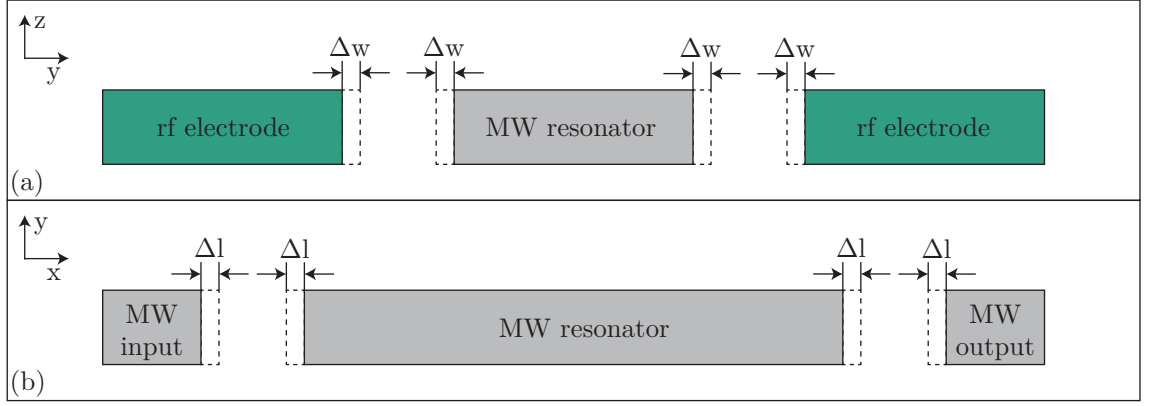 z
y
Δw
Δw
Δw
Δw
rf electrode
MW resonator
rf electrode
(a)
y
x
Δl
Δl
Δl
Δl
MW
input
MW resonator
MW
output
(b)